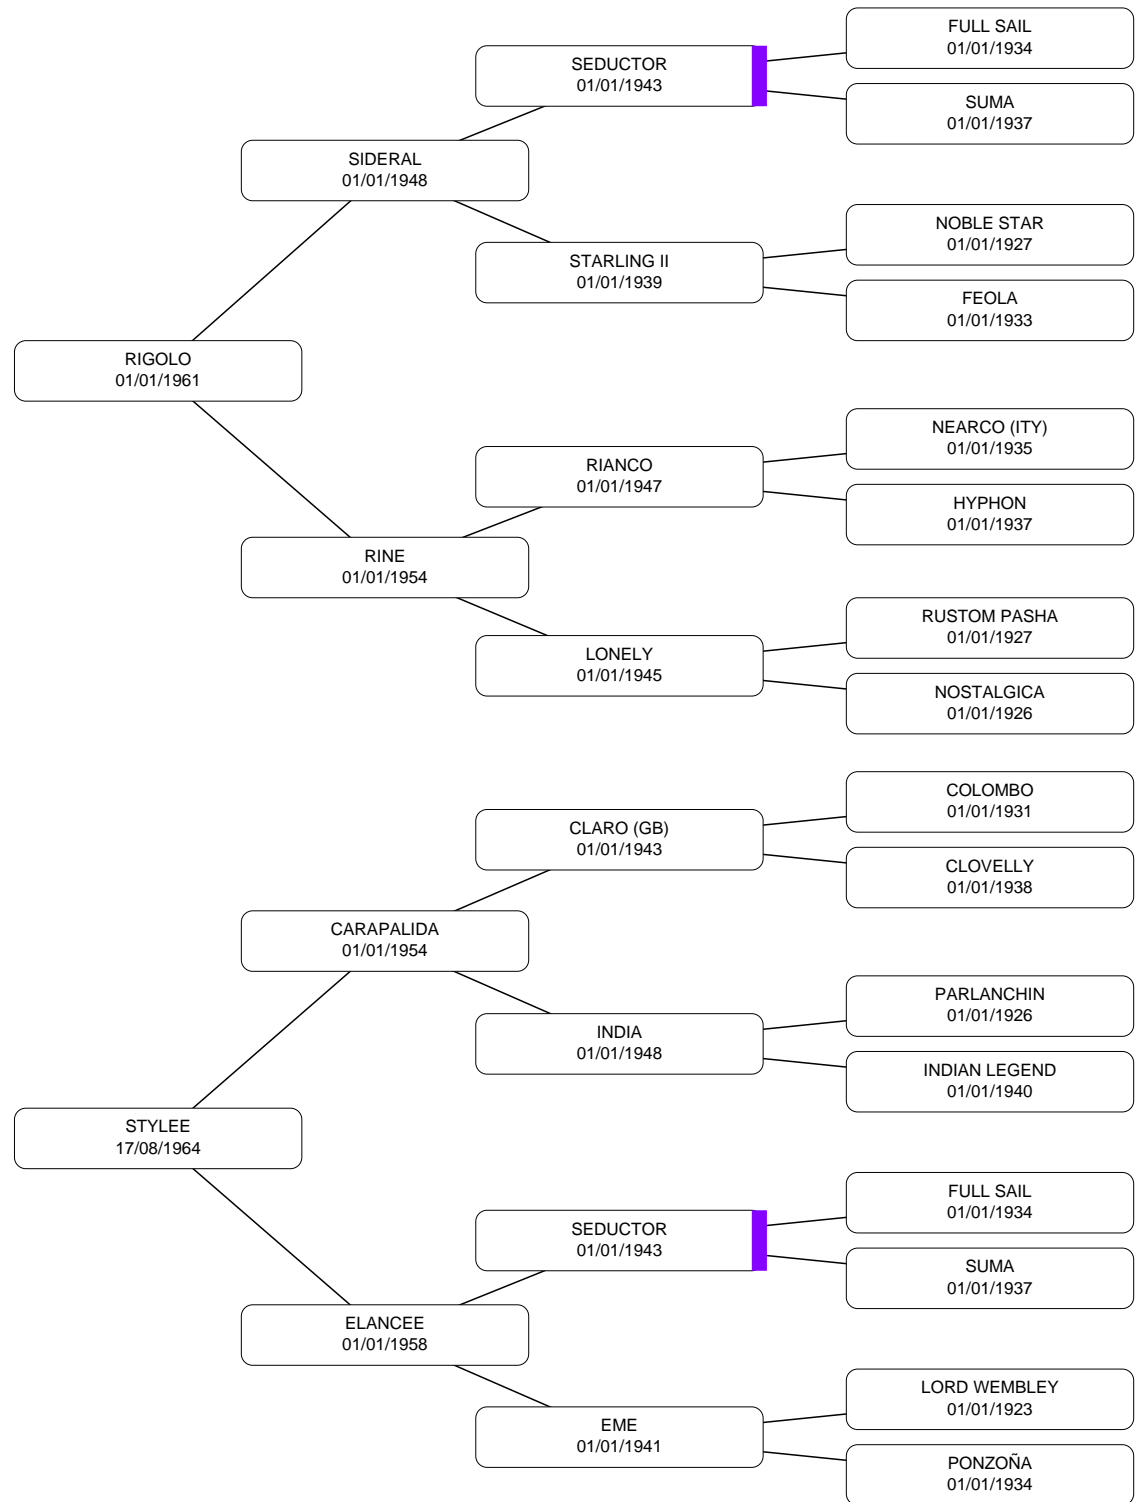 FULL SAIL
01/01/1934
SEDUCTOR
01/01/1943
SUMA
01/01/1937
SIDERAL
01/01/1948
NOBLE STAR
01/01/1927
STARLING II
01/01/1939
FEOLA
01/01/1933
RIGOLO
01/01/1961
NEARCO (ITY)
01/01/1935
RIANCO
01/01/1947
HYPHON
01/01/1937
RINE
01/01/1954
RUSTOM PASHA
01/01/1927
LONELY
01/01/1945
NOSTALGICA
01/01/1926
COLOMBO
01/01/1931
CLARO (GB)
01/01/1943
CLOVELLY
01/01/1938
CARAPALIDA
01/01/1954
PARLANCHIN
01/01/1926
INDIA
01/01/1948
INDIAN LEGEND
01/01/1940
STYLEE
17/08/1964
FULL SAIL
01/01/1934
SEDUCTOR
01/01/1943
SUMA
01/01/1937
ELANCEE
01/01/1958
LORD WEMBLEY
01/01/1923
EME
01/01/1941
PONZOÑA
01/01/1934